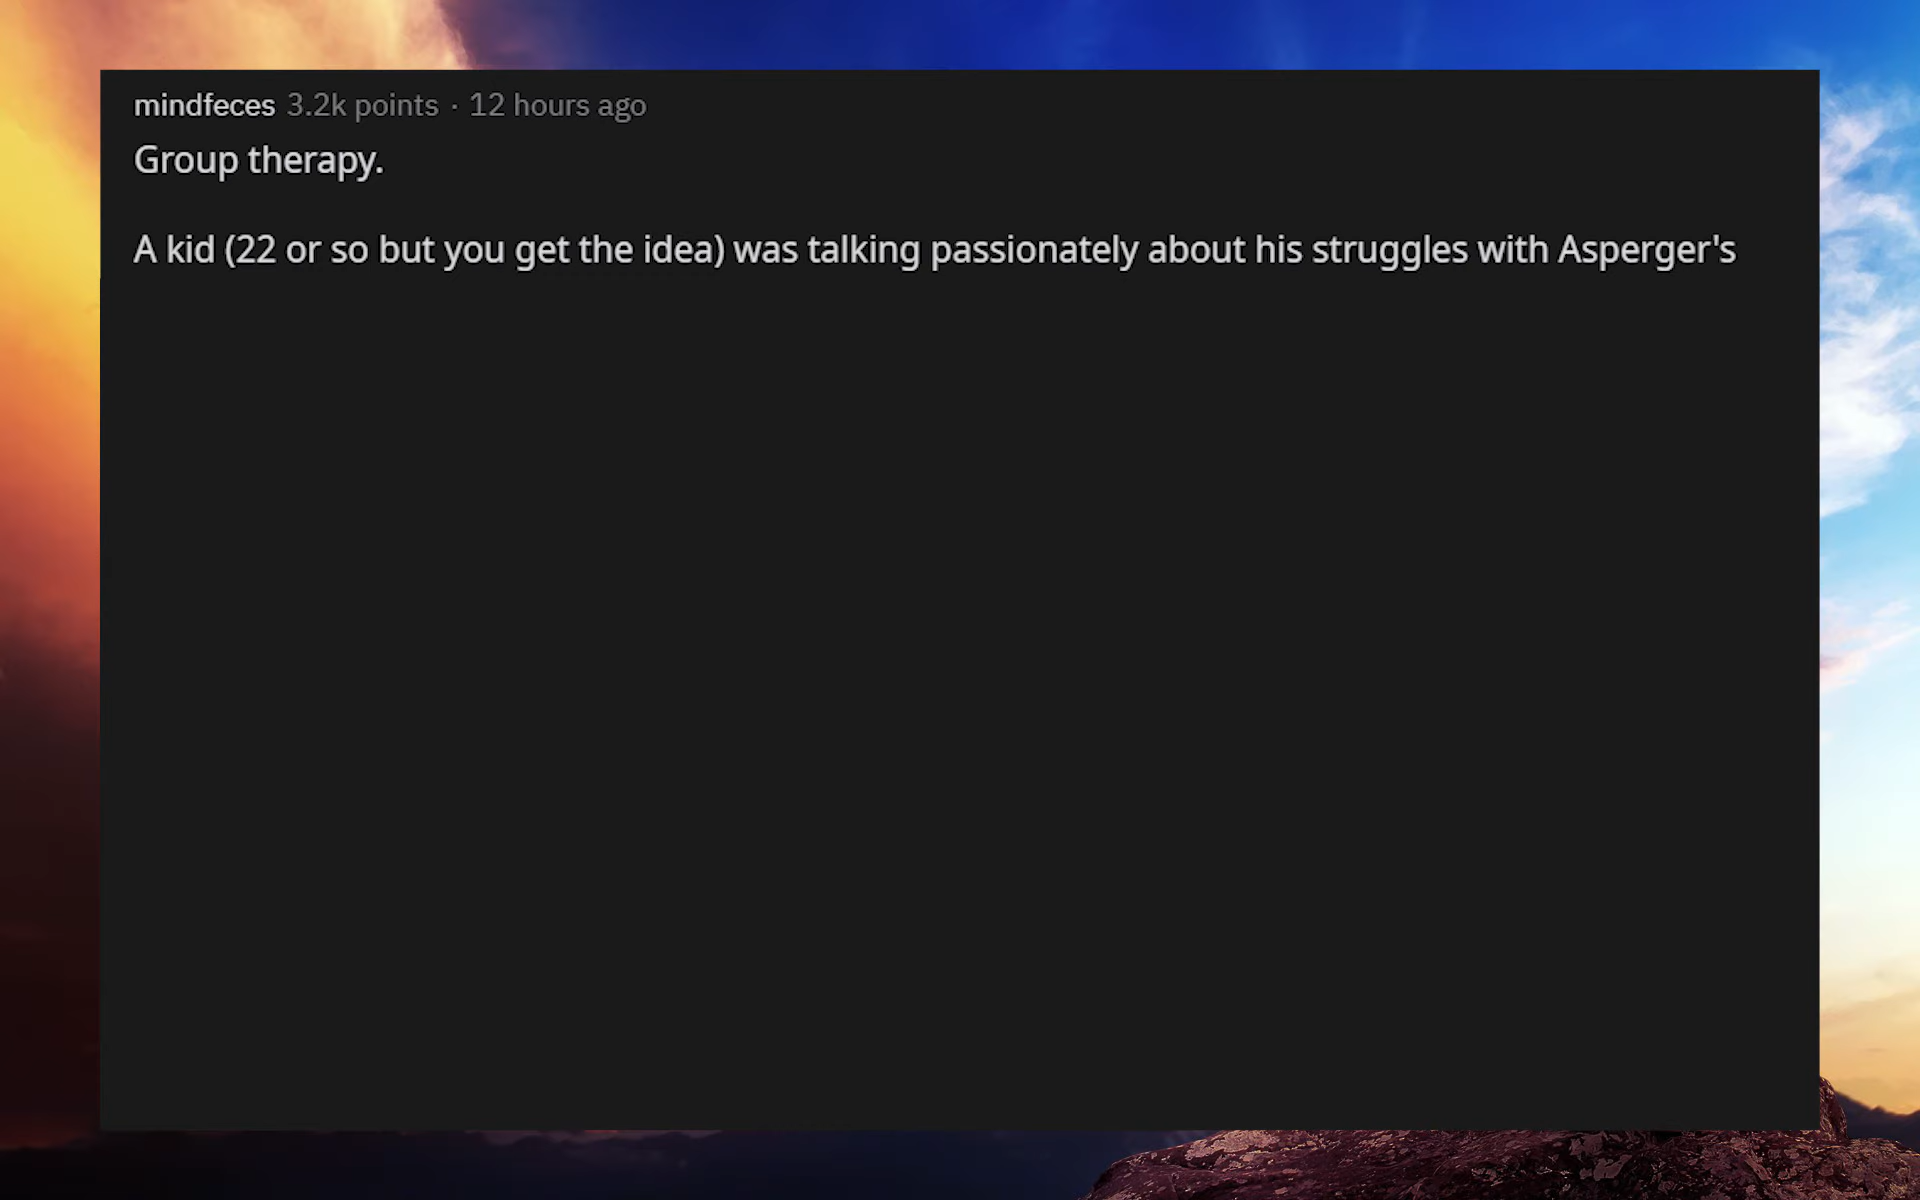 mindfeces 3.2k points · 12 hours ago
Group therapy.
A kid (22 or so but you get the idea) was talking passionately about his struggles with Asperger's